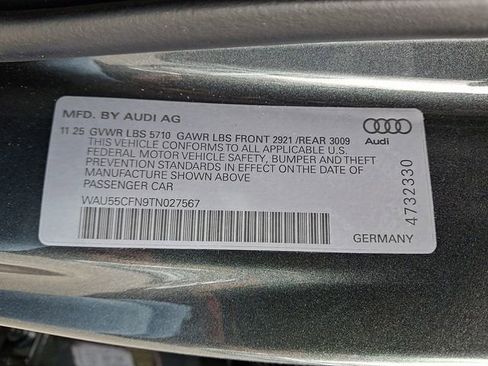 MFD. BY AUDI AG
11 25 GVWR LBS 5710 GAWR LBS FRONT 2921 /REAR 3009
THIS VEHICLE CONFORMS TO ALL APPLICABLE U.S.
FEDERAL MOTOR VEHICLE SAFETY, BUMPER AND THEFT
PREVENTION STANDARDS IN EFFECT ON THE DATE OF
MANUFACTURE SHOWN ABOVE
PASSENGER CAR
WAU55CFN9TN027567
Audi
4732330
GERMANY